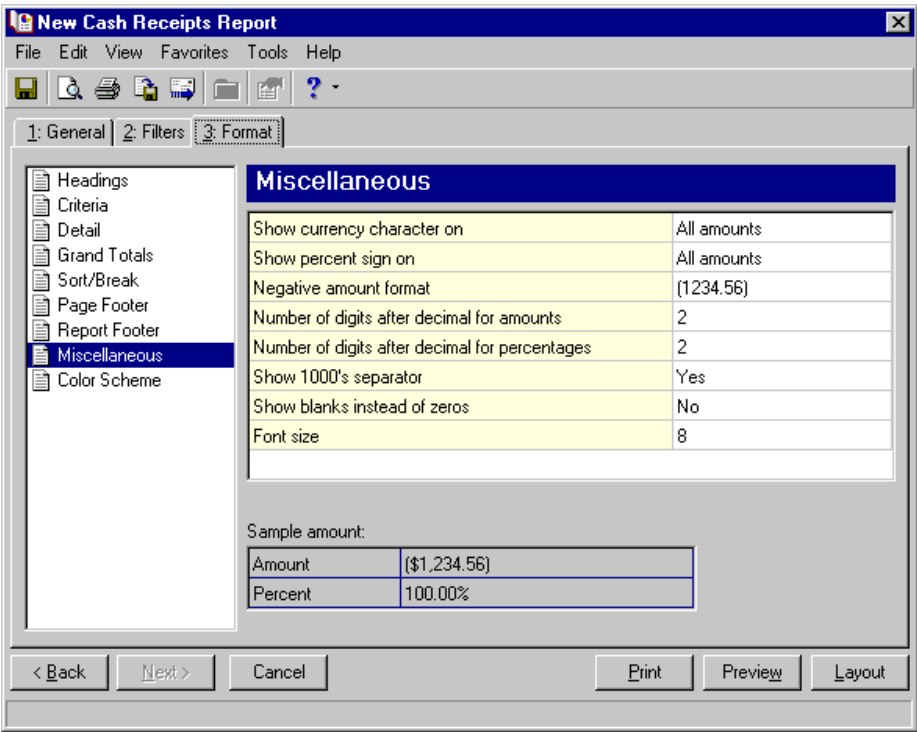 New Cash Receipts Report
File Edit View Favorites Tools Help
?
1: General 2: Filters 3: Format
Headings
Criteria
Detail
Grand Totals
Sort/Break
Page Footer
Report Footer
Miscellaneous
Color Scheme
Miscellaneous
Show currency character on All amounts
Show percent sign on All amounts
Negative amount format (1234.56)
Number of digits after decimal for amounts 2
Number of digits after decimal for percentages 2
Show 1000's separator Yes
Show blanks instead of zeros No
Font size 8
Sample amount:
Amount ($1,234.56)
Percent 100.00%
< Back Next > Cancel Print Preview Layout